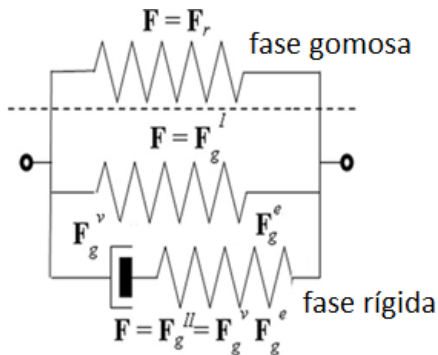 F = F_r fase gomosa
F = F_g^I
F_g^v F_g^e
fase rígida
F = F_g^{II} = F_g^v F_g^e